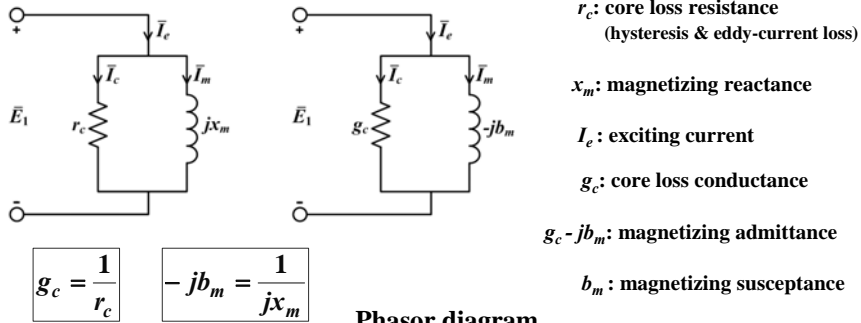 +
Ī_e
Ī_c
Ī_m
Ē_1
r_c
jx_m
-
+
Ī_e
Ī_c
Ī_m
Ē_1
g_c
-jb_m
-
r_c: core loss resistance
(hysteresis & eddy-current loss)
x_m: magnetizing reactance
I_e : exciting current
g_c: core loss conductance
g_c - jb_m: magnetizing admittance
b_m : magnetizing susceptance
g_c = 1/r_c
- jb_m = 1/jx_m
Phasor diagram